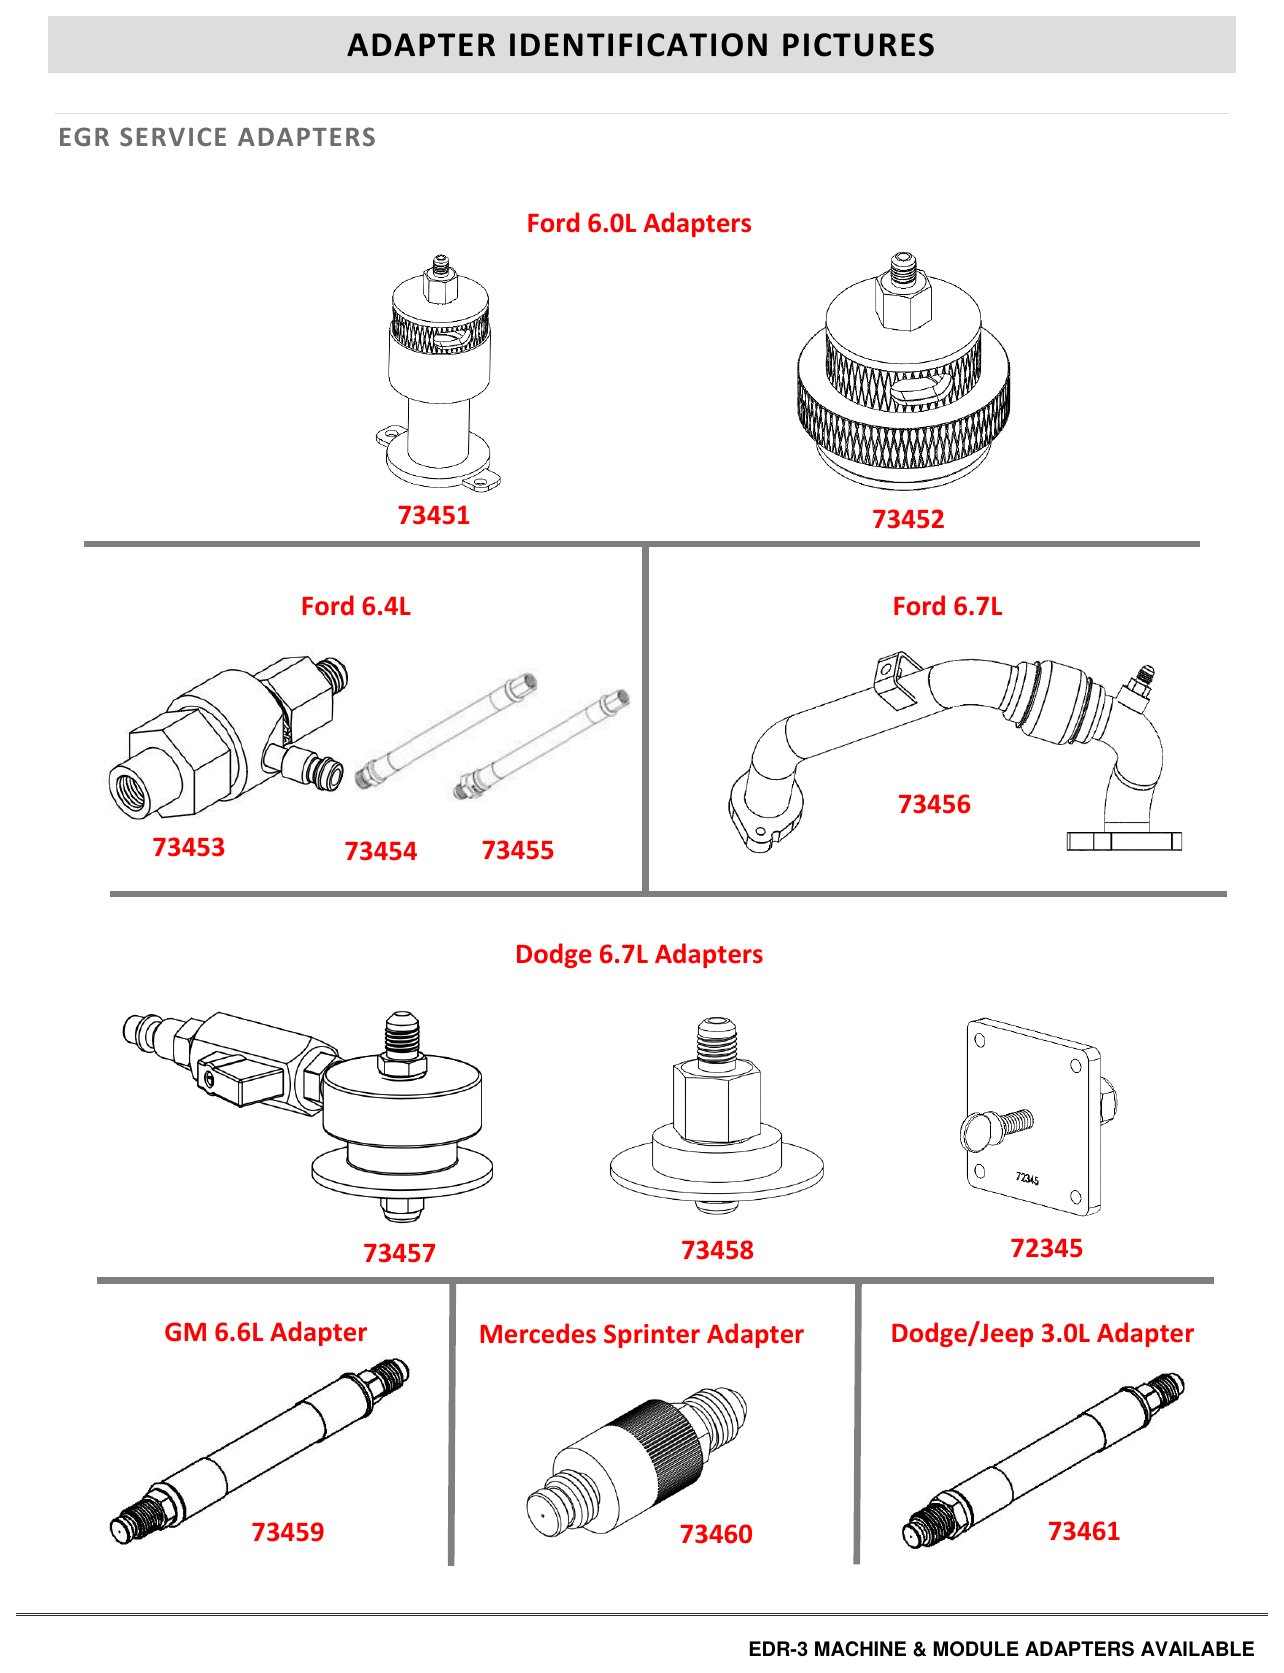 ADAPTER IDENTIFICATION PICTURES
EGR SERVICE ADAPTERS
Ford 6.0L Adapters
73451
73452
Ford 6.4L
Ford 6.7L
73453
73454
73455
73456
Dodge 6.7L Adapters
72345
73457
73458
72345
GM 6.6L Adapter
Mercedes Sprinter Adapter
Dodge/Jeep 3.0L Adapter
73459
73460
73461
EDR-3 MACHINE & MODULE ADAPTERS AVAILABLE